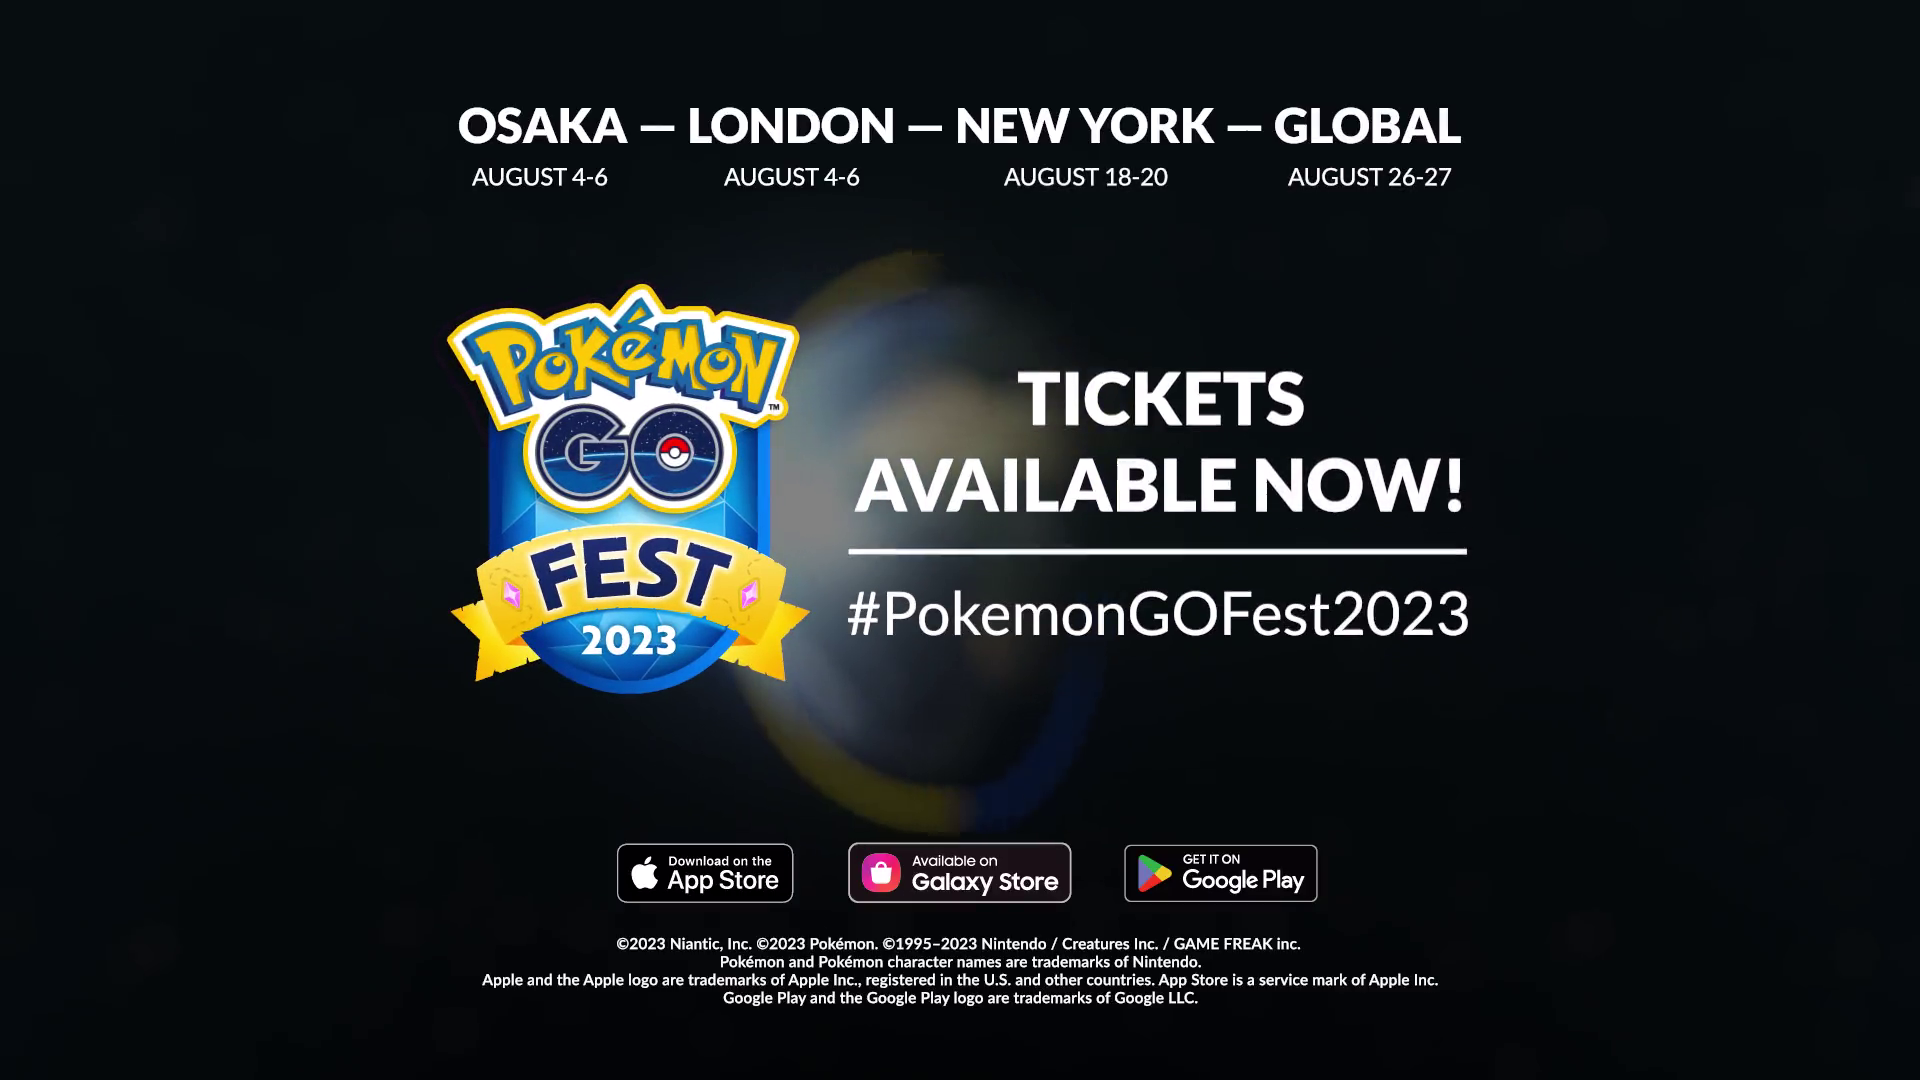 OSAKA — LONDON — NEW YORK — GLOBAL
AUGUST 4-6 AUGUST 4-6 AUGUST 18-20 AUGUST 26-27
POKéMON
TM
GO
FEST
2023
TICKETS
AVAILABLE NOW!
#PokemonGOFest2023
Download on the
App Store
Available on
Galaxy Store
GET IT ON
Google Play
©2023 Niantic, Inc. ©2023 Pokémon. ©1995–2023 Nintendo / Creatures Inc. / GAME FREAK inc.
Pokémon and Pokémon character names are trademarks of Nintendo.
Apple and the Apple logo are trademarks of Apple Inc., registered in the U.S. and other countries. App Store is a service mark of Apple Inc.
Google Play and the Google Play logo are trademarks of Google LLC.